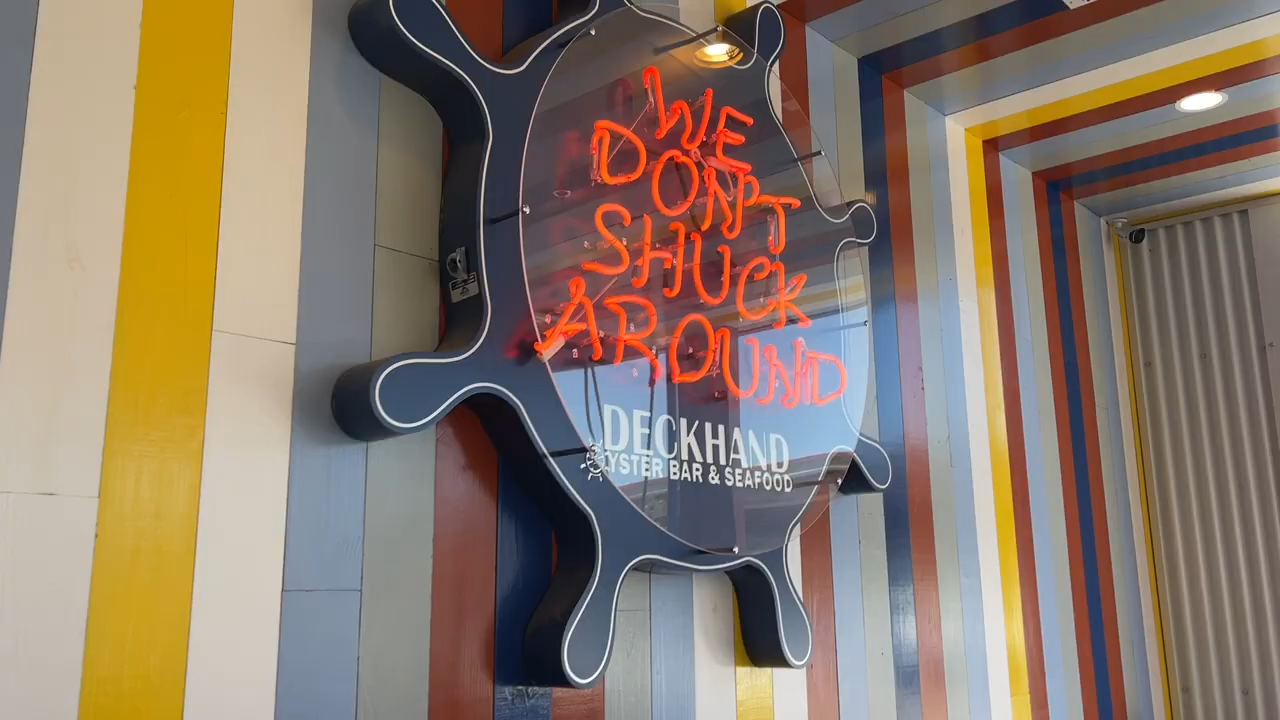 WE
DON'T
SHUCK
AROUND
DECKHAND
OYSTER BAR & SEAFOOD